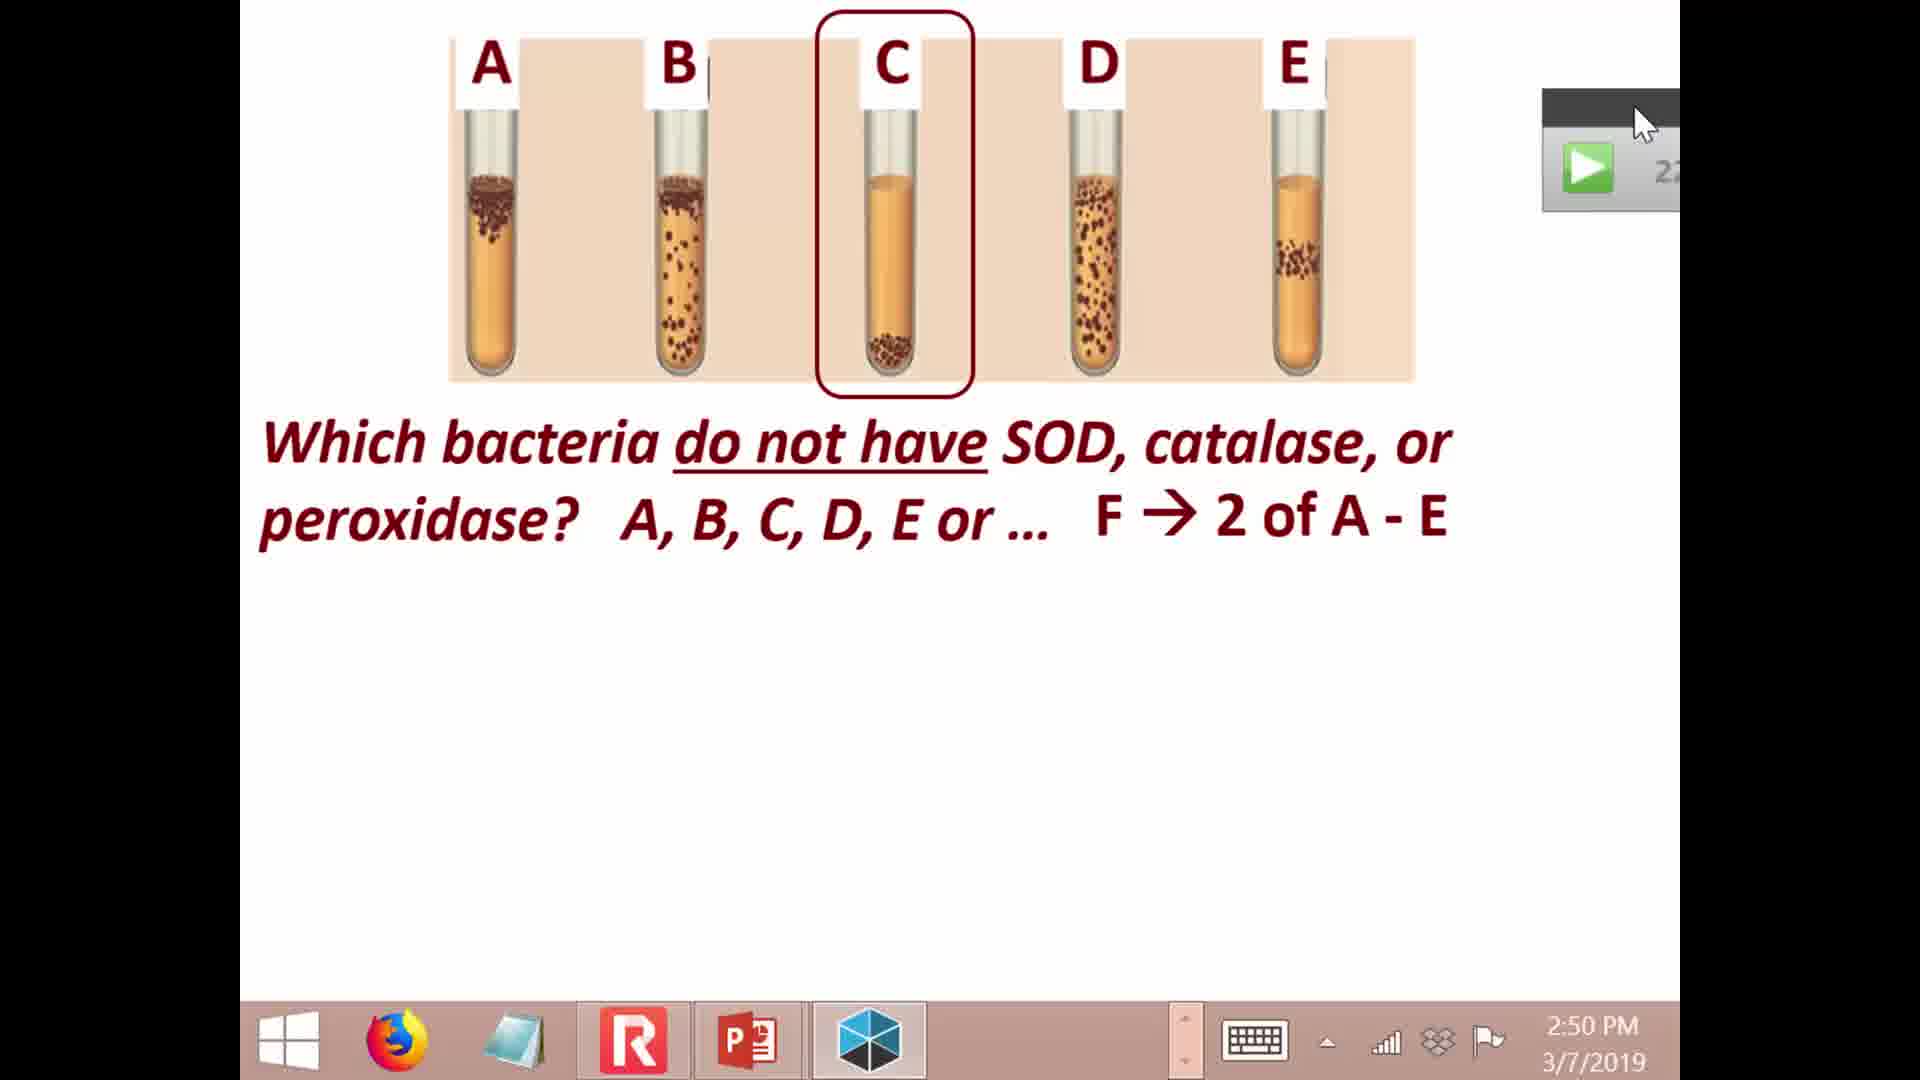 A B C D E
22
Which bacteria do not have SOD, catalase, or
peroxidase? A, B, C, D, E or ... F → 2 of A - E
R
P
2:50 PM
3/7/2019